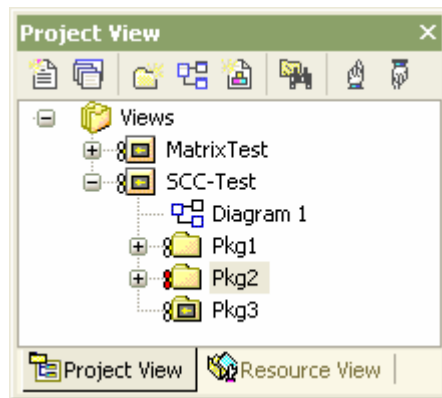 Project View
Views
MatrixTest
SCC-Test
Diagram 1
Pkg1
Pkg2
Pkg3
Project View Resource View